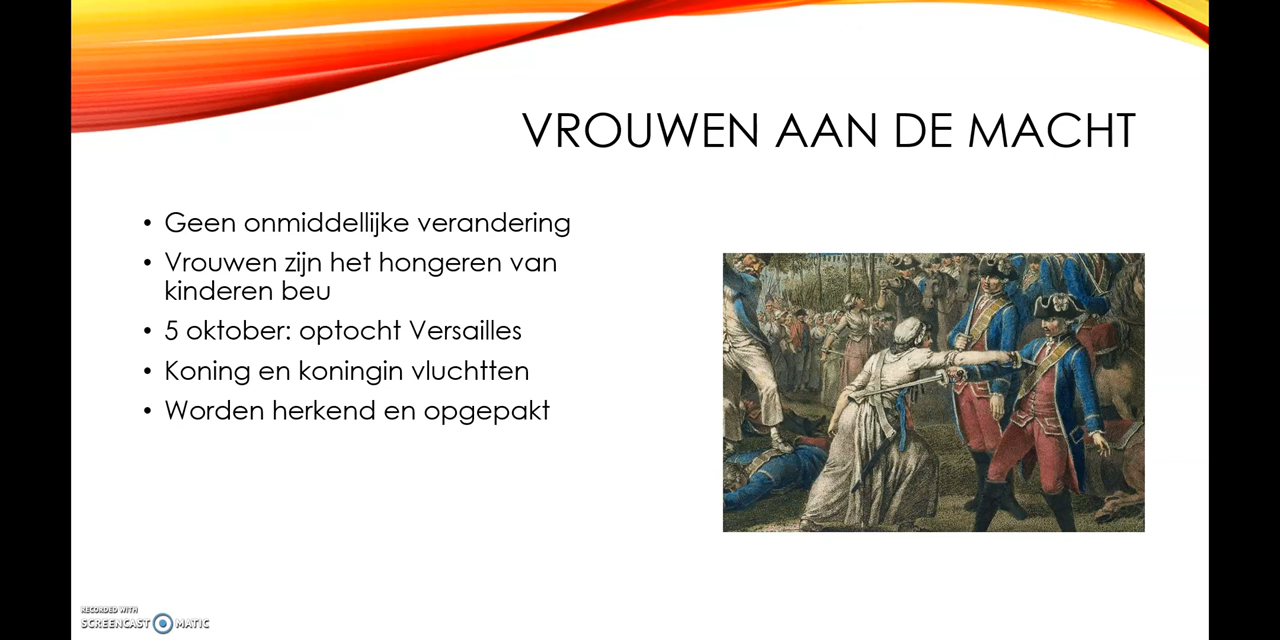 VROUWEN AAN DE MACHT
• Geen onmiddellijke verandering
• Vrouwen zijn het hongeren van
kinderen beu
• 5 oktober: optocht Versailles
• Koning en koningin vluchtten
• Worden herkend en opgepakt
RECORDED WITH
SCREENCAST MATIC